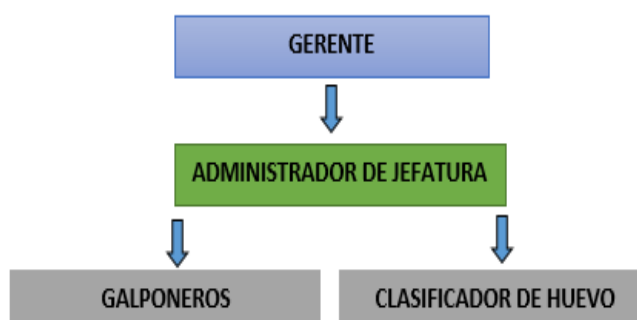 GERENTE
ADMINISTRADOR DE JEFATURA
GALPONEROS
CLASIFICADOR DE HUEVO